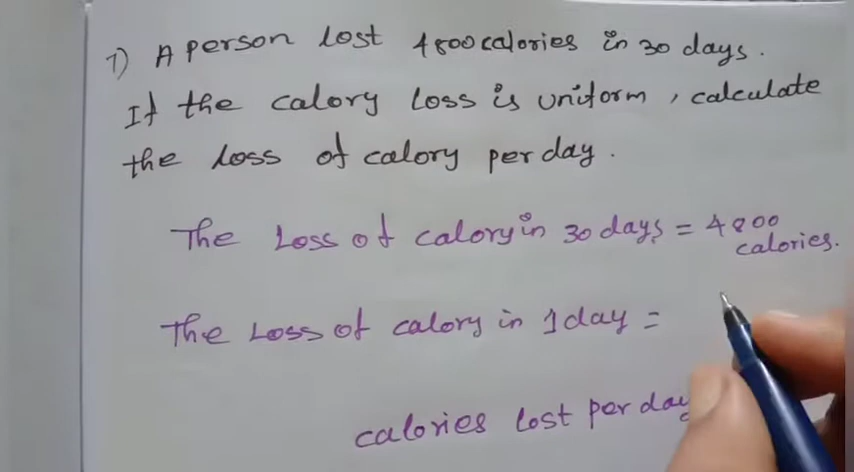 7) A person lost 4800 calories in 30 days.
If the calory loss is uniform, calculate
the loss of calory per day.
The Loss of calory in 30 days = 4800
calories.
The Loss of calory in 1 day =
calories lost per day